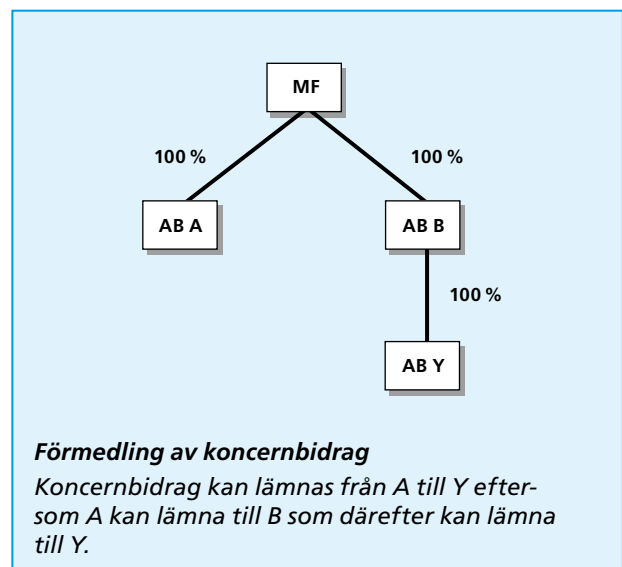 MF
100 %
100 %
AB A
AB B
100 %
AB Y
Förmedling av koncernbidrag
Koncernbidrag kan lämnas från A till Y efter-
som A kan lämna till B som därefter kan lämna
till Y.